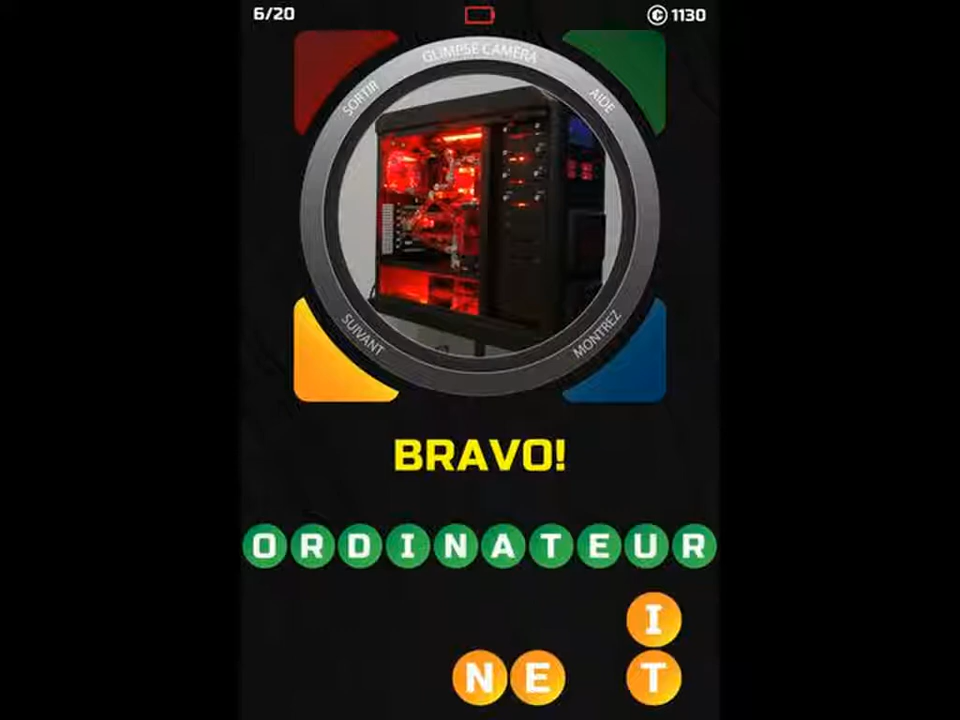 6/20
© 1130
GLIMPSE CAMERA
SORTIR
AIDE
SUIVANT
MONTREZ
BRAVO!
ORDINATEUR
I
N E T